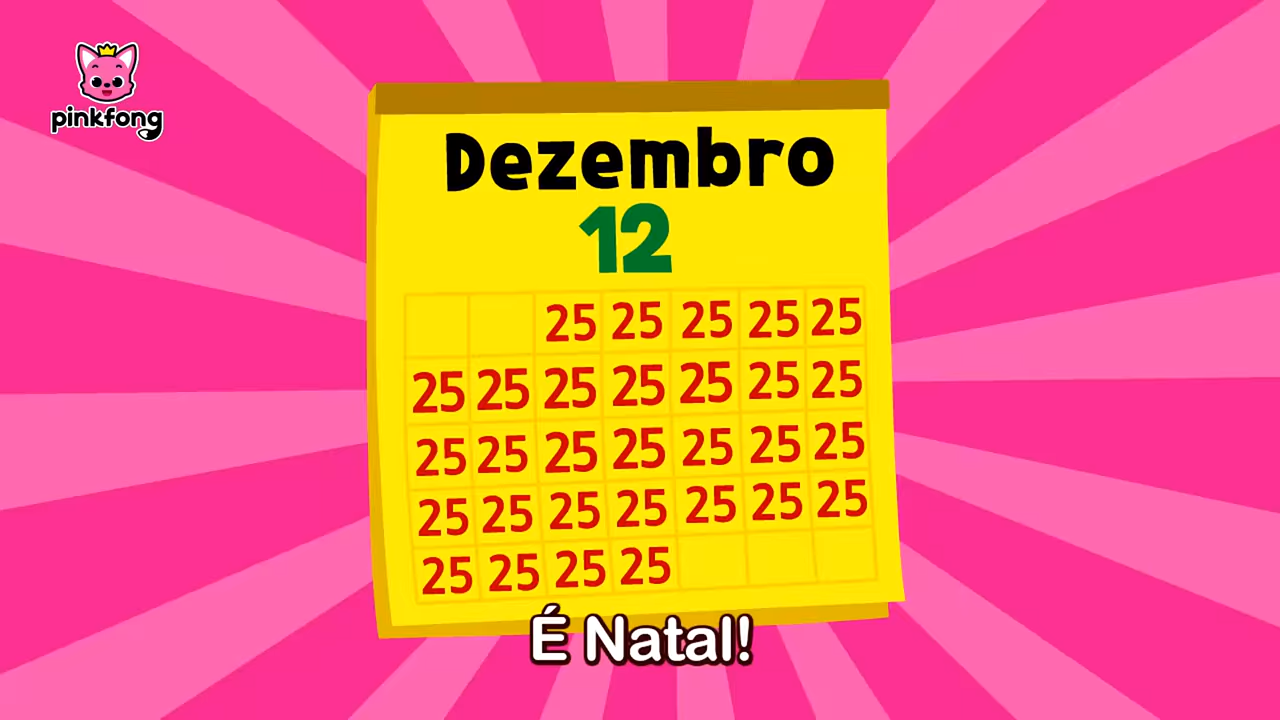 pinkfong
Dezembro
12
25 25 25 25 25
25 25 25 25 25 25 25
25 25 25 25 25 25 25
25 25 25 25 25 25 25
25 25 25 25
É Natal!